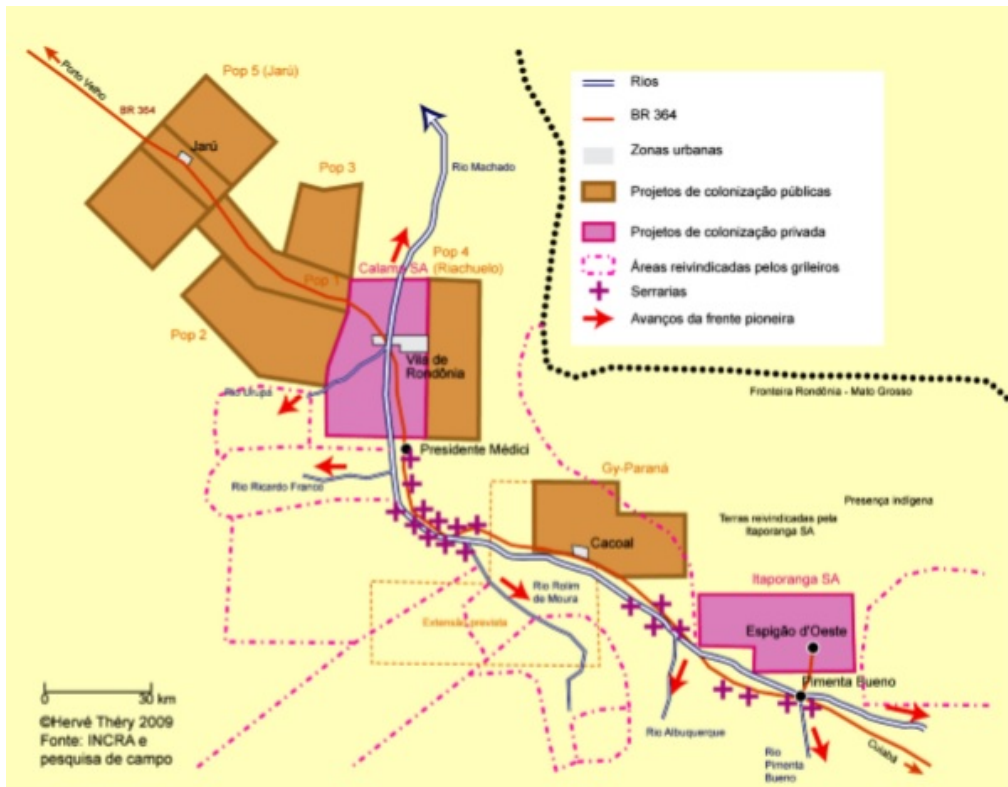 Porto Velho
BR 364
Pop 5 (Jarú)
Jarú
Pop 3
Rio Machado
Calama SA
Pop 4
(Riachuelo)
Pop 1
Pop 2
Vila de
Rondônia
Rio Urupá
Presidente Médici
Rio Ricardo Franco
Rios
BR 364
Zonas urbanas
Projetos de colonização públicas
Projetos de colonização privada
Áreas reivindicadas pelos grileiros
Serrarias
Avanços da frente pioneira
Fronteira Rondônia - Mato Grosso
Gy-Paraná
Cacoal
Presença indígena
Terras reivindicadas pela
Itaporanga SA
Itaporanga SA
Espigão d'Oeste
Pimenta Bueno
Rio Rolim
de Moura
Extensão prevista
Rio Albuquerque
Rio
Pimenta
Bueno
Cuiabá
0 30 km
©Hervé Théry 2009
Fonte: INCRA e
pesquisa de campo